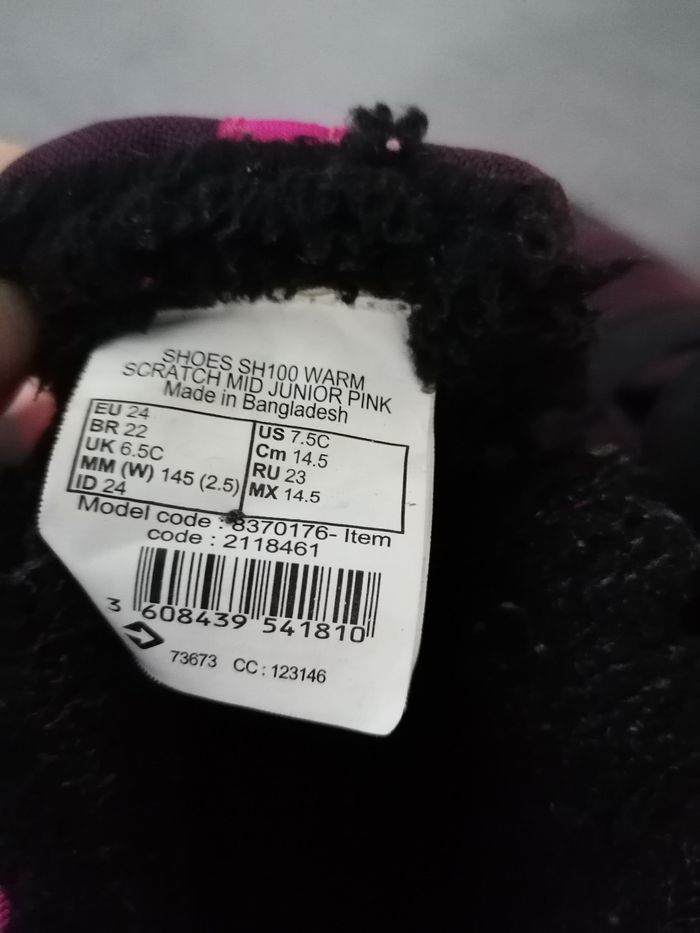 SHOES SH100 WARM
SCRATCH MID JUNIOR PINK
Made in Bangladesh
EU 24
BR 22
UK 6.5C
MM (W) 145 (2.5)
ID 24
US 7.5C
Cm 14.5
RU 23
MX 14.5
Model code : 8370176- Item
code : 2118461
3 608439 541810
73673 CC : 123146